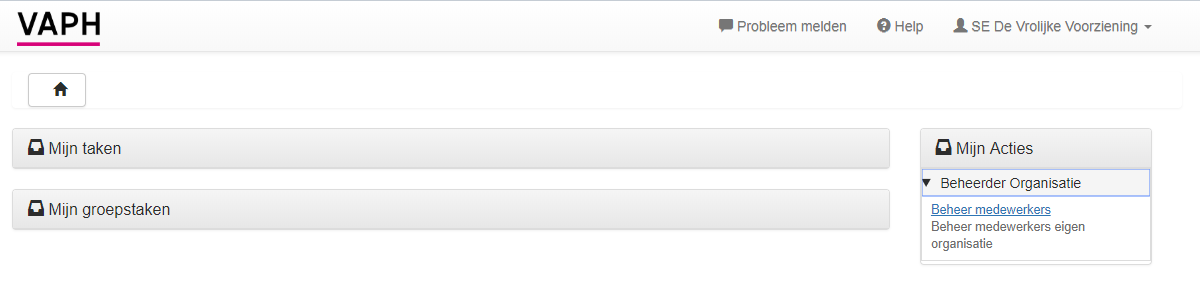 VAPH
Probleem melden
Help
SE De Vrolijke Voorziening
Mijn taken
Mijn groepstaken
Mijn Acties
Beheerder Organisatie
Beheer medewerkers
Beheer medewerkers eigen
organisatie